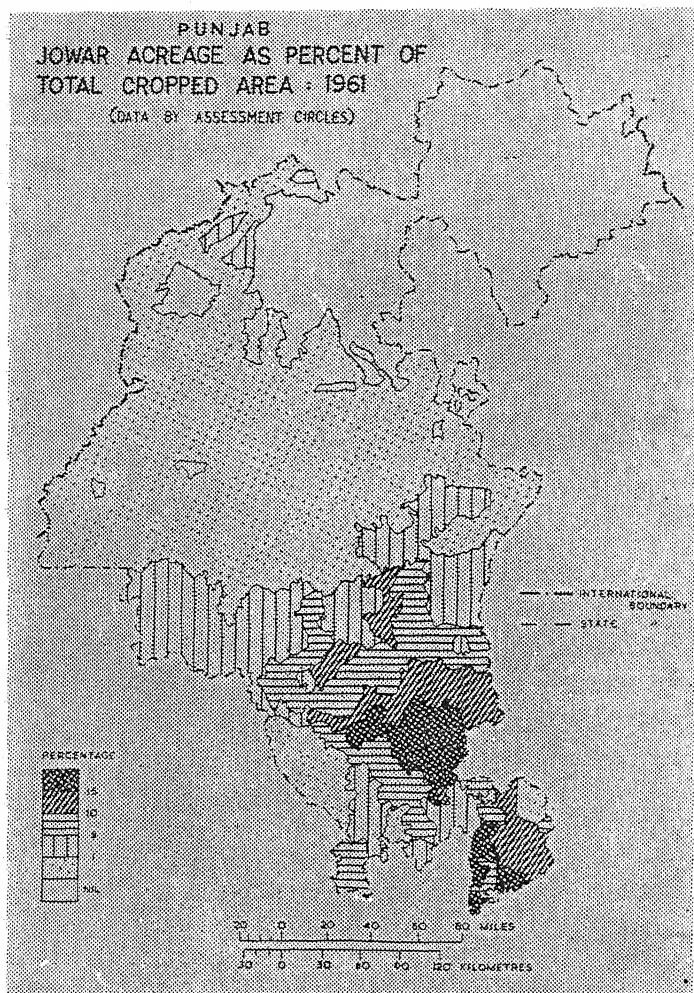 PUNJAB
JOWAR ACREAGE AS PERCENT OF
TOTAL CROPPED AREA : 1961
(DATA BY ASSESSMENT CIRCLES)
INTERNATIONAL
BOUNDARY
STATE "
PERCENTAGE
15
10
5
1
NIL
20 0 20 40 60 80 MILES
30 0 30 60 90 120 KILOMETRES